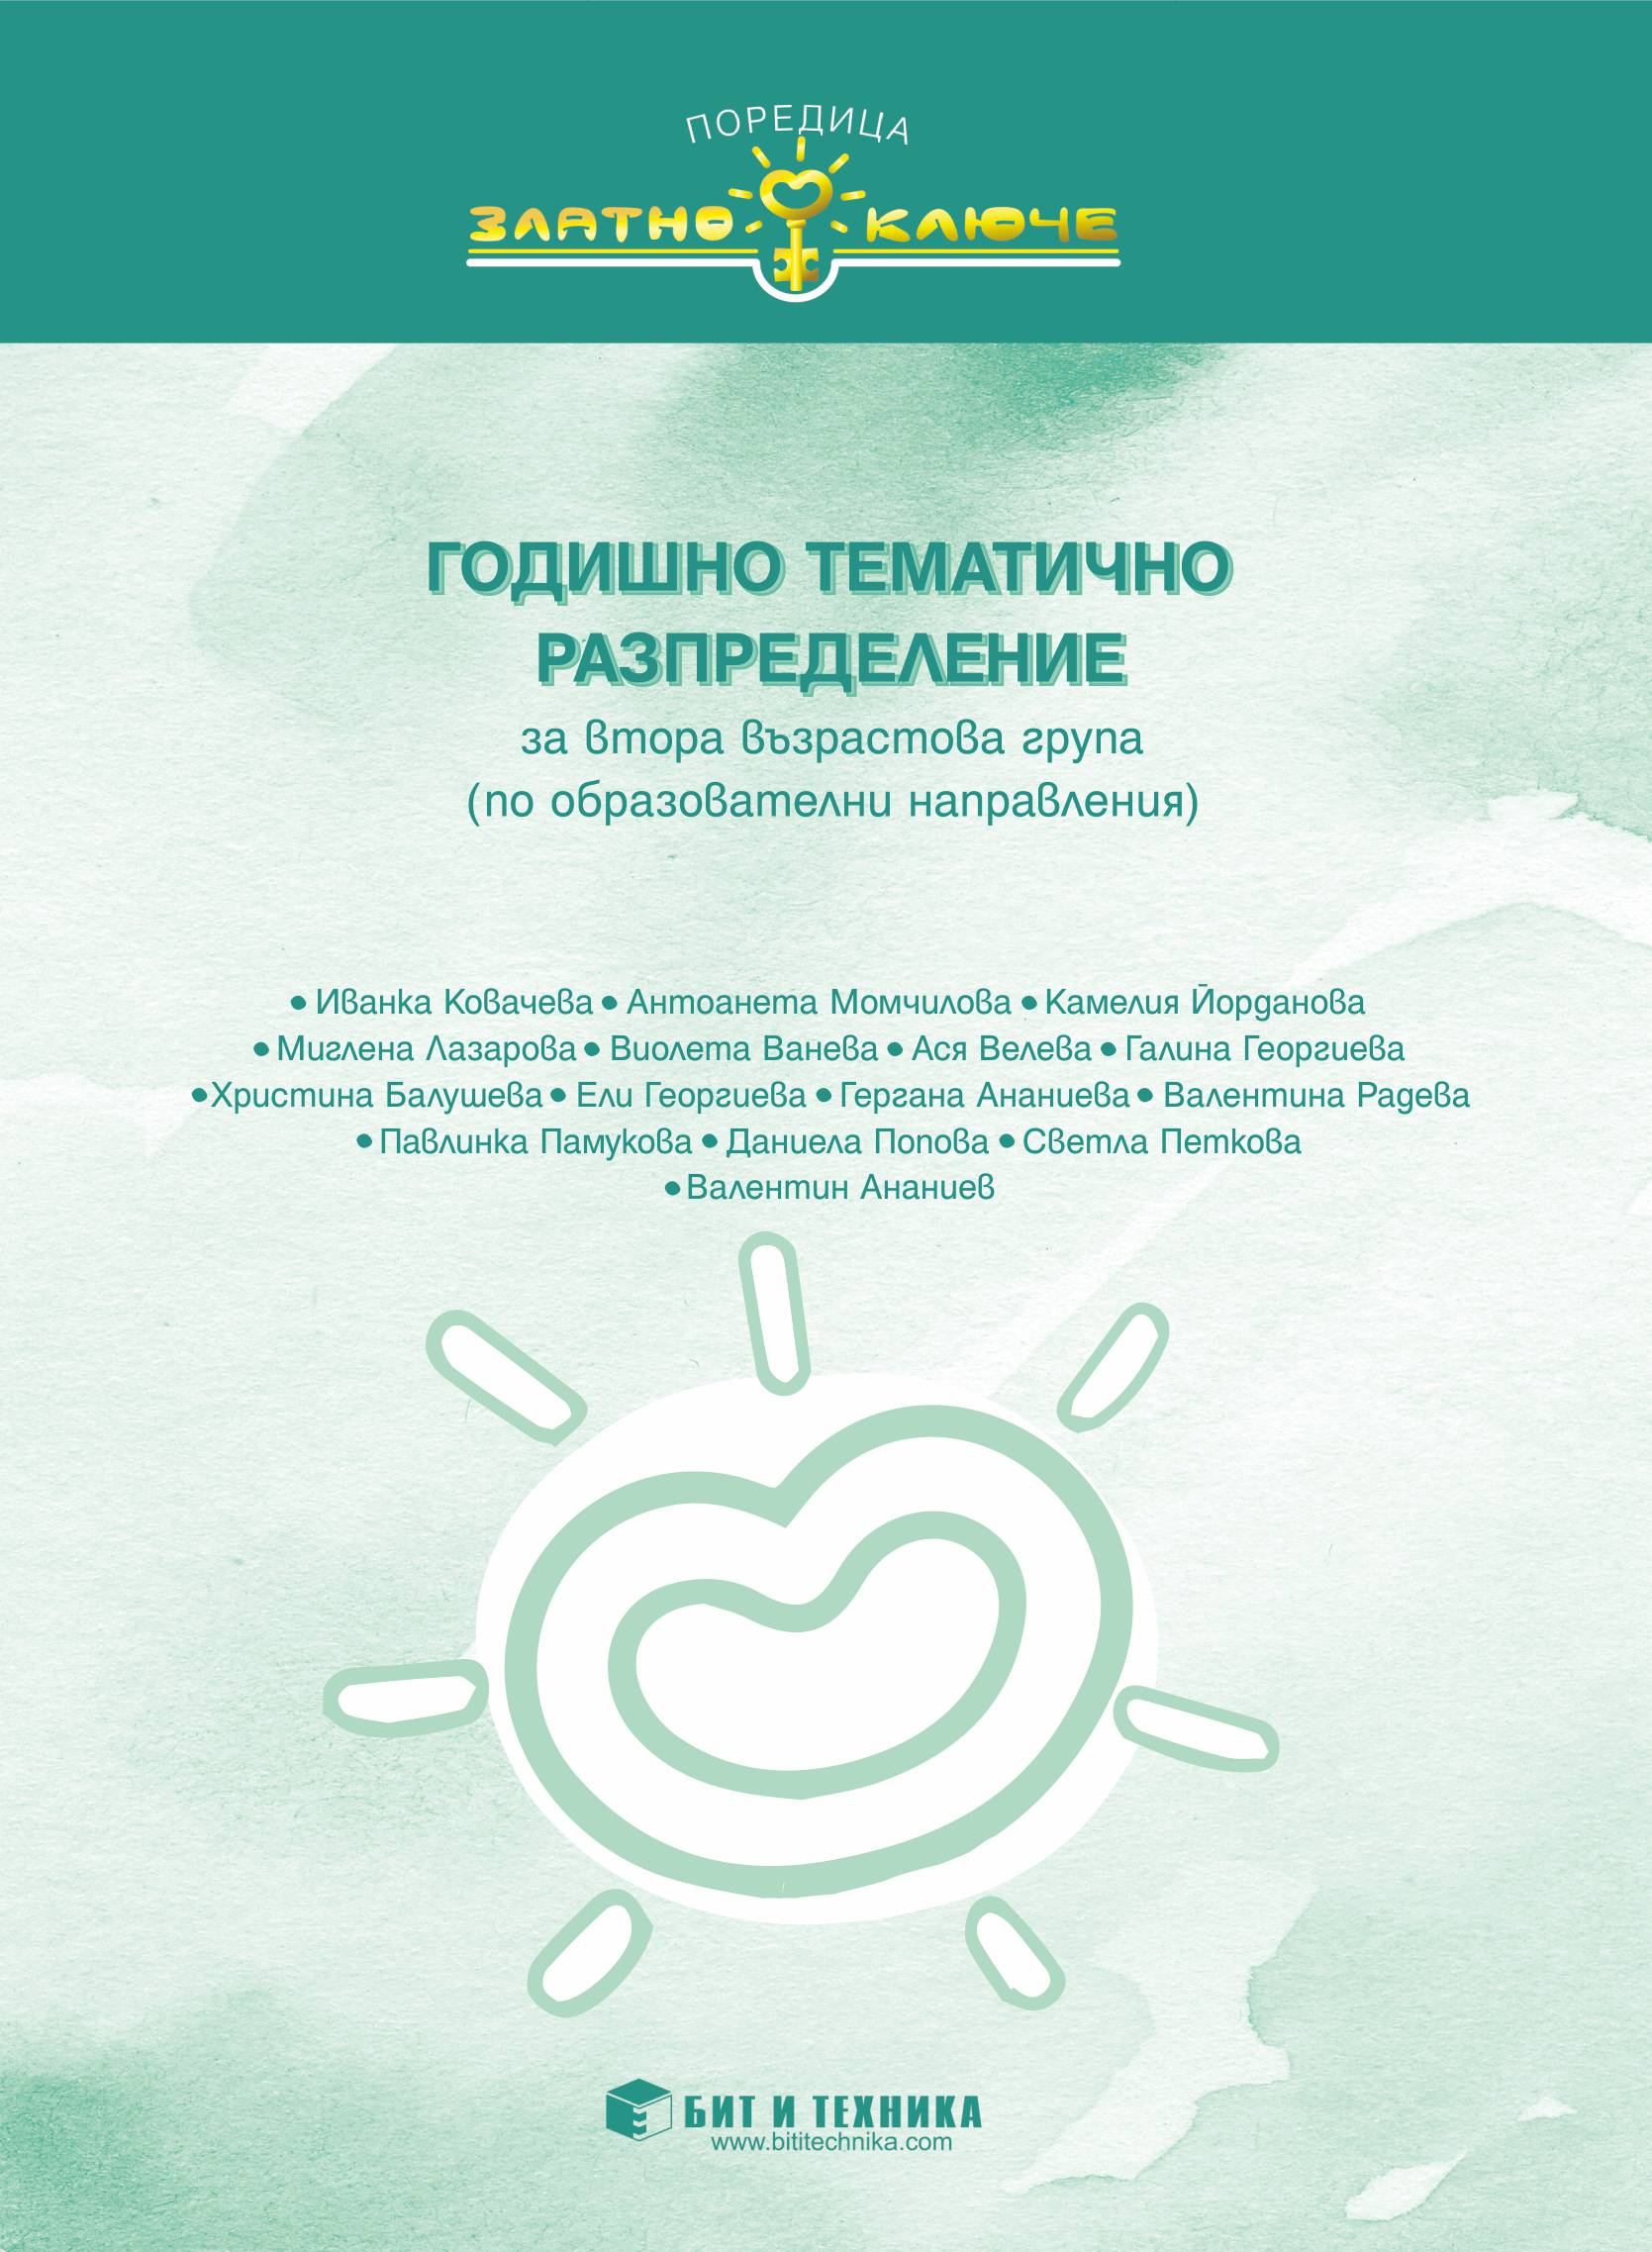 ПОРЕДИЦА
ЗЛАТНО КЛЮЧЕ
ГОДИШНО ТЕМАТИЧНО
РАЗПРЕДЕЛЕНИЕ
за втора възрастова група
(по образователни направления)
• Иванка Ковачева • Антоанета Момчилова • Камелия Йорданова
• Миглена Лазарова • Виолета Ванева • Ася Велева • Галина Георгиева
• Христина Балушева • Ели Георгиева • Гергана Ананиева • Валентина Радева
• Павлинка Памукова • Даниела Попова • Светла Петкова
• Валентин Ананиев
БИТ И ТЕХНИКА
www.bititechnika.com